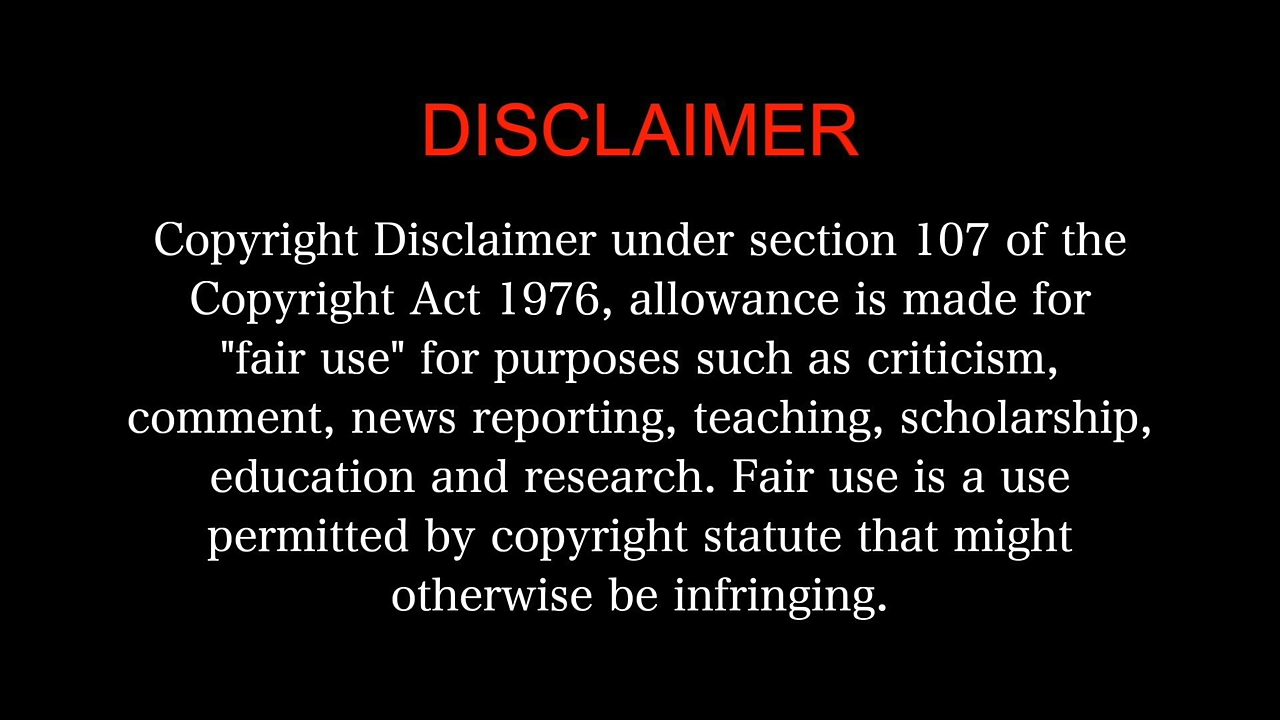 DISCLAIMER
Copyright Disclaimer under section 107 of the
Copyright Act 1976, allowance is made for
"fair use" for purposes such as criticism,
comment, news reporting, teaching, scholarship,
education and research. Fair use is a use
permitted by copyright statute that might
otherwise be infringing.